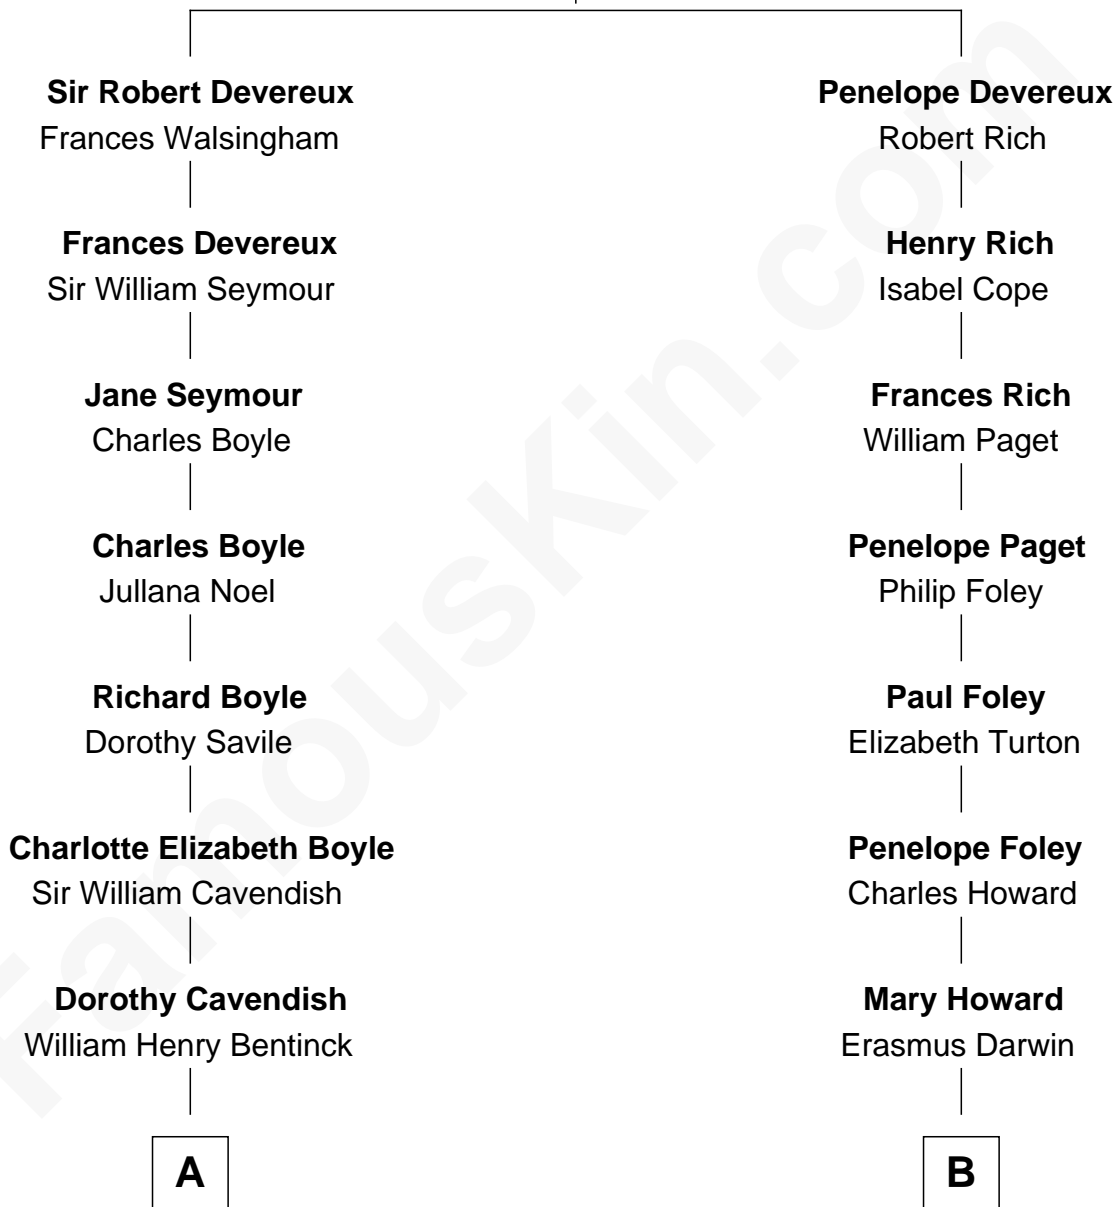 Sir Robert Devereux
Frances Walsingham
Frances Devereux
Sir William Seymour
Jane Seymour
Charles Boyle
Charles Boyle
Jullana Noel
Richard Boyle
Dorothy Savile
Charlotte Elizabeth Boyle
Sir William Cavendish
Dorothy Cavendish
William Henry Bentinck
A
Penelope Devereux
Robert Rich
Henry Rich
Isabel Cope
Frances Rich
William Paget
Penelope Paget
Philip Foley
Paul Foley
Elizabeth Turton
Penelope Foley
Charles Howard
Mary Howard
Erasmus Darwin
B
FamousKin.com